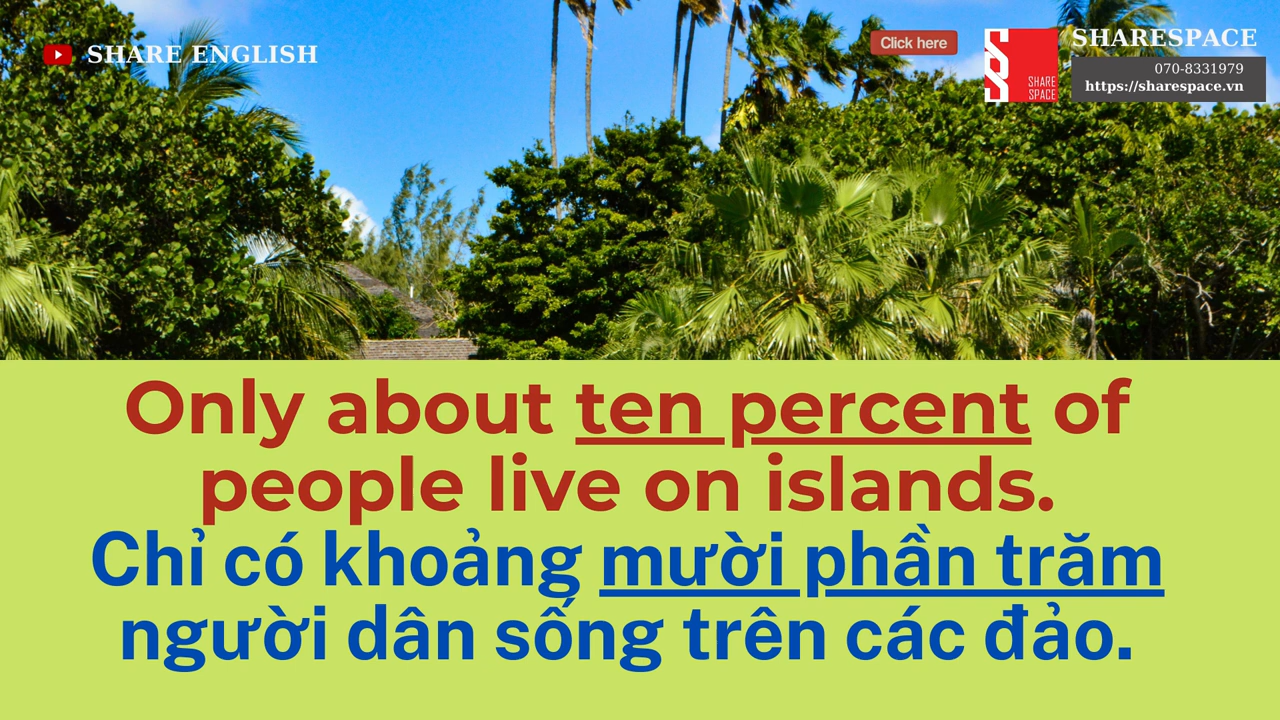 SHARE ENGLISH
Click here
SHARE
SPACE
SHARESPACE
070-8331979
https://sharespace.vn
Only about ten percent of
people live on islands.
Chỉ có khoảng mười phần trăm
người dân sống trên các đảo.